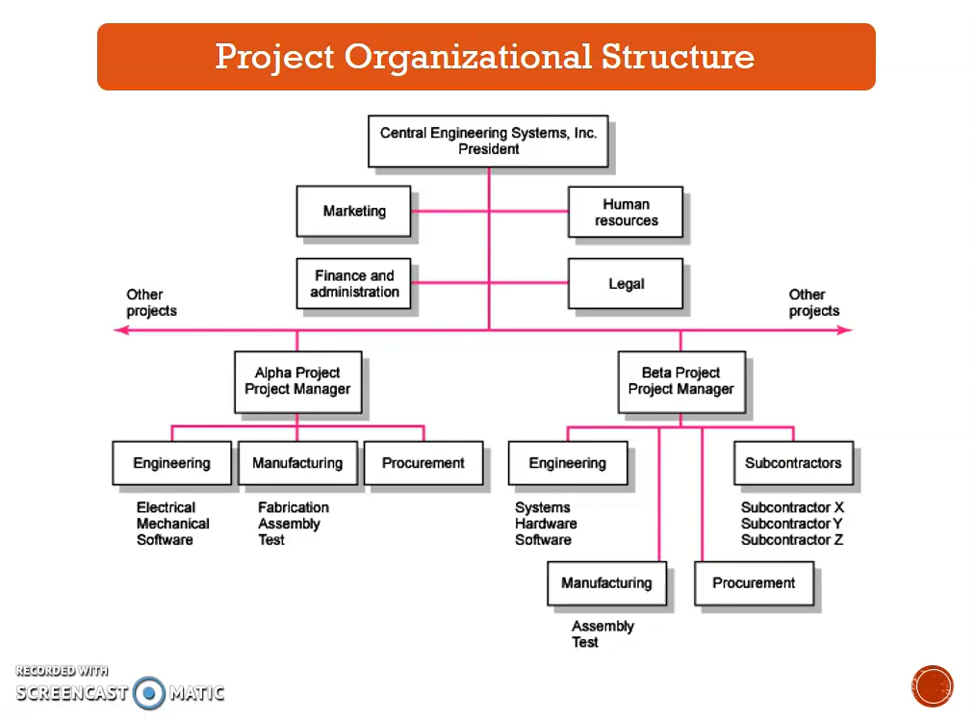 Project Organizational Structure
Central Engineering Systems, Inc.
President
Marketing
Human
resources
Finance and
administration
Legal
Other
projects
Other
projects
Alpha Project
Project Manager
Beta Project
Project Manager
Engineering
Manufacturing
Procurement
Engineering
Subcontractors
Electrical
Mechanical
Software
Fabrication
Assembly
Test
Systems
Hardware
Software
Subcontractor X
Subcontractor Y
Subcontractor Z
Manufacturing
Procurement
Assembly
Test
RECORDED WITH
SCREENCAST MATIC